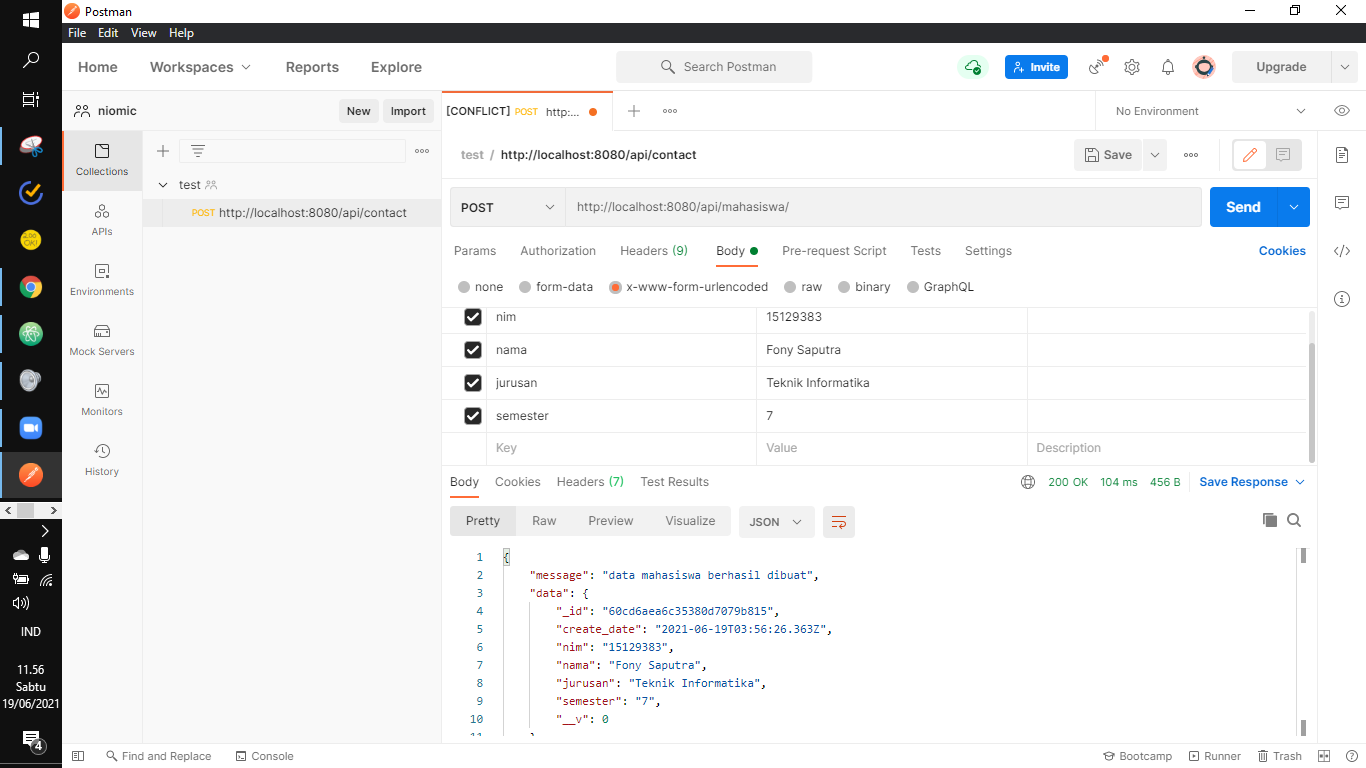 Postman
File Edit View Help
Home Workspaces Reports Explore Search Postman Invite Upgrade
niomic New Import [CONFLICT] POST http:... No Environment
Collections
APIs
Environments
Mock Servers
Monitors
History
test
POST http://localhost:8080/api/contact
test / http://localhost:8080/api/contact Save
POST http://localhost:8080/api/mahasiswa/ Send
Params Authorization Headers (9) Body Pre-request Script Tests Settings Cookies
none form-data x-www-form-urlencoded raw binary GraphQL
nim 15129383
nama Fony Saputra
jurusan Teknik Informatika
semester 7
Key Value Description
Body Cookies Headers (7) Test Results 200 OK 104 ms 456 B Save Response
Pretty Raw Preview Visualize JSON
1 {
2 "message": "data mahasiswa berhasil dibuat",
3 "data": {
4 "_id": "60cd6aea6c35380d7079b815",
5 "create_date": "2021-06-19T03:56:26.363Z",
6 "nim": "15129383",
7 "nama": "Fony Saputra",
8 "jurusan": "Teknik Informatika",
9 "semester": "7",
10 "__v": 0
Find and Replace Console Bootcamp Runner Trash
IND
11.56
Sabtu
19/06/2021
4